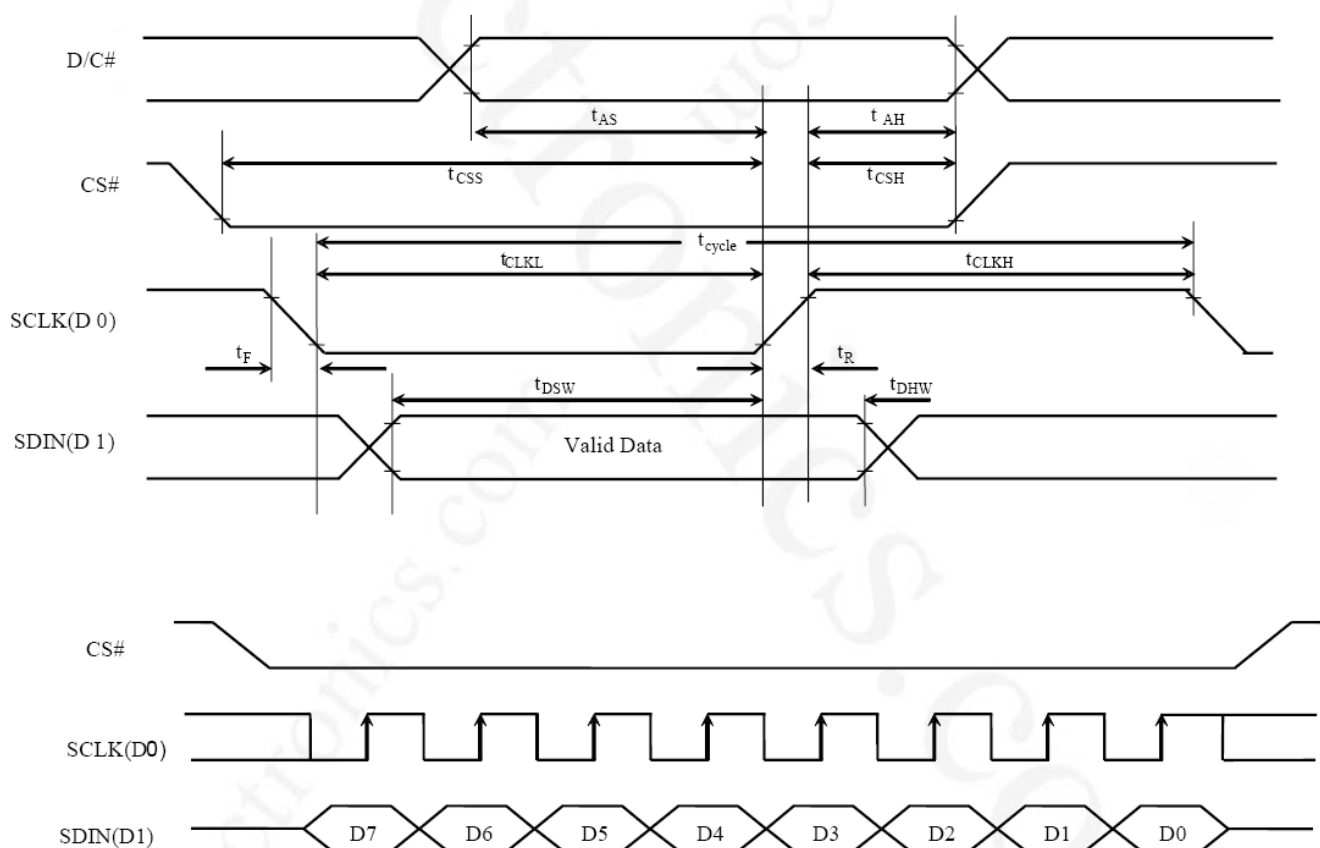 D/C#
tAS
t AH
CS#
tCSS
tCSH
tcycle
tCLKL
tCLKH
SCLK(D 0)
tF
tR
tDSW
tDHW
SDIN(D 1)
Valid Data
CS#
SCLK(D0)
SDIN(D1)
D7 D6 D5 D4 D3 D2 D1 D0